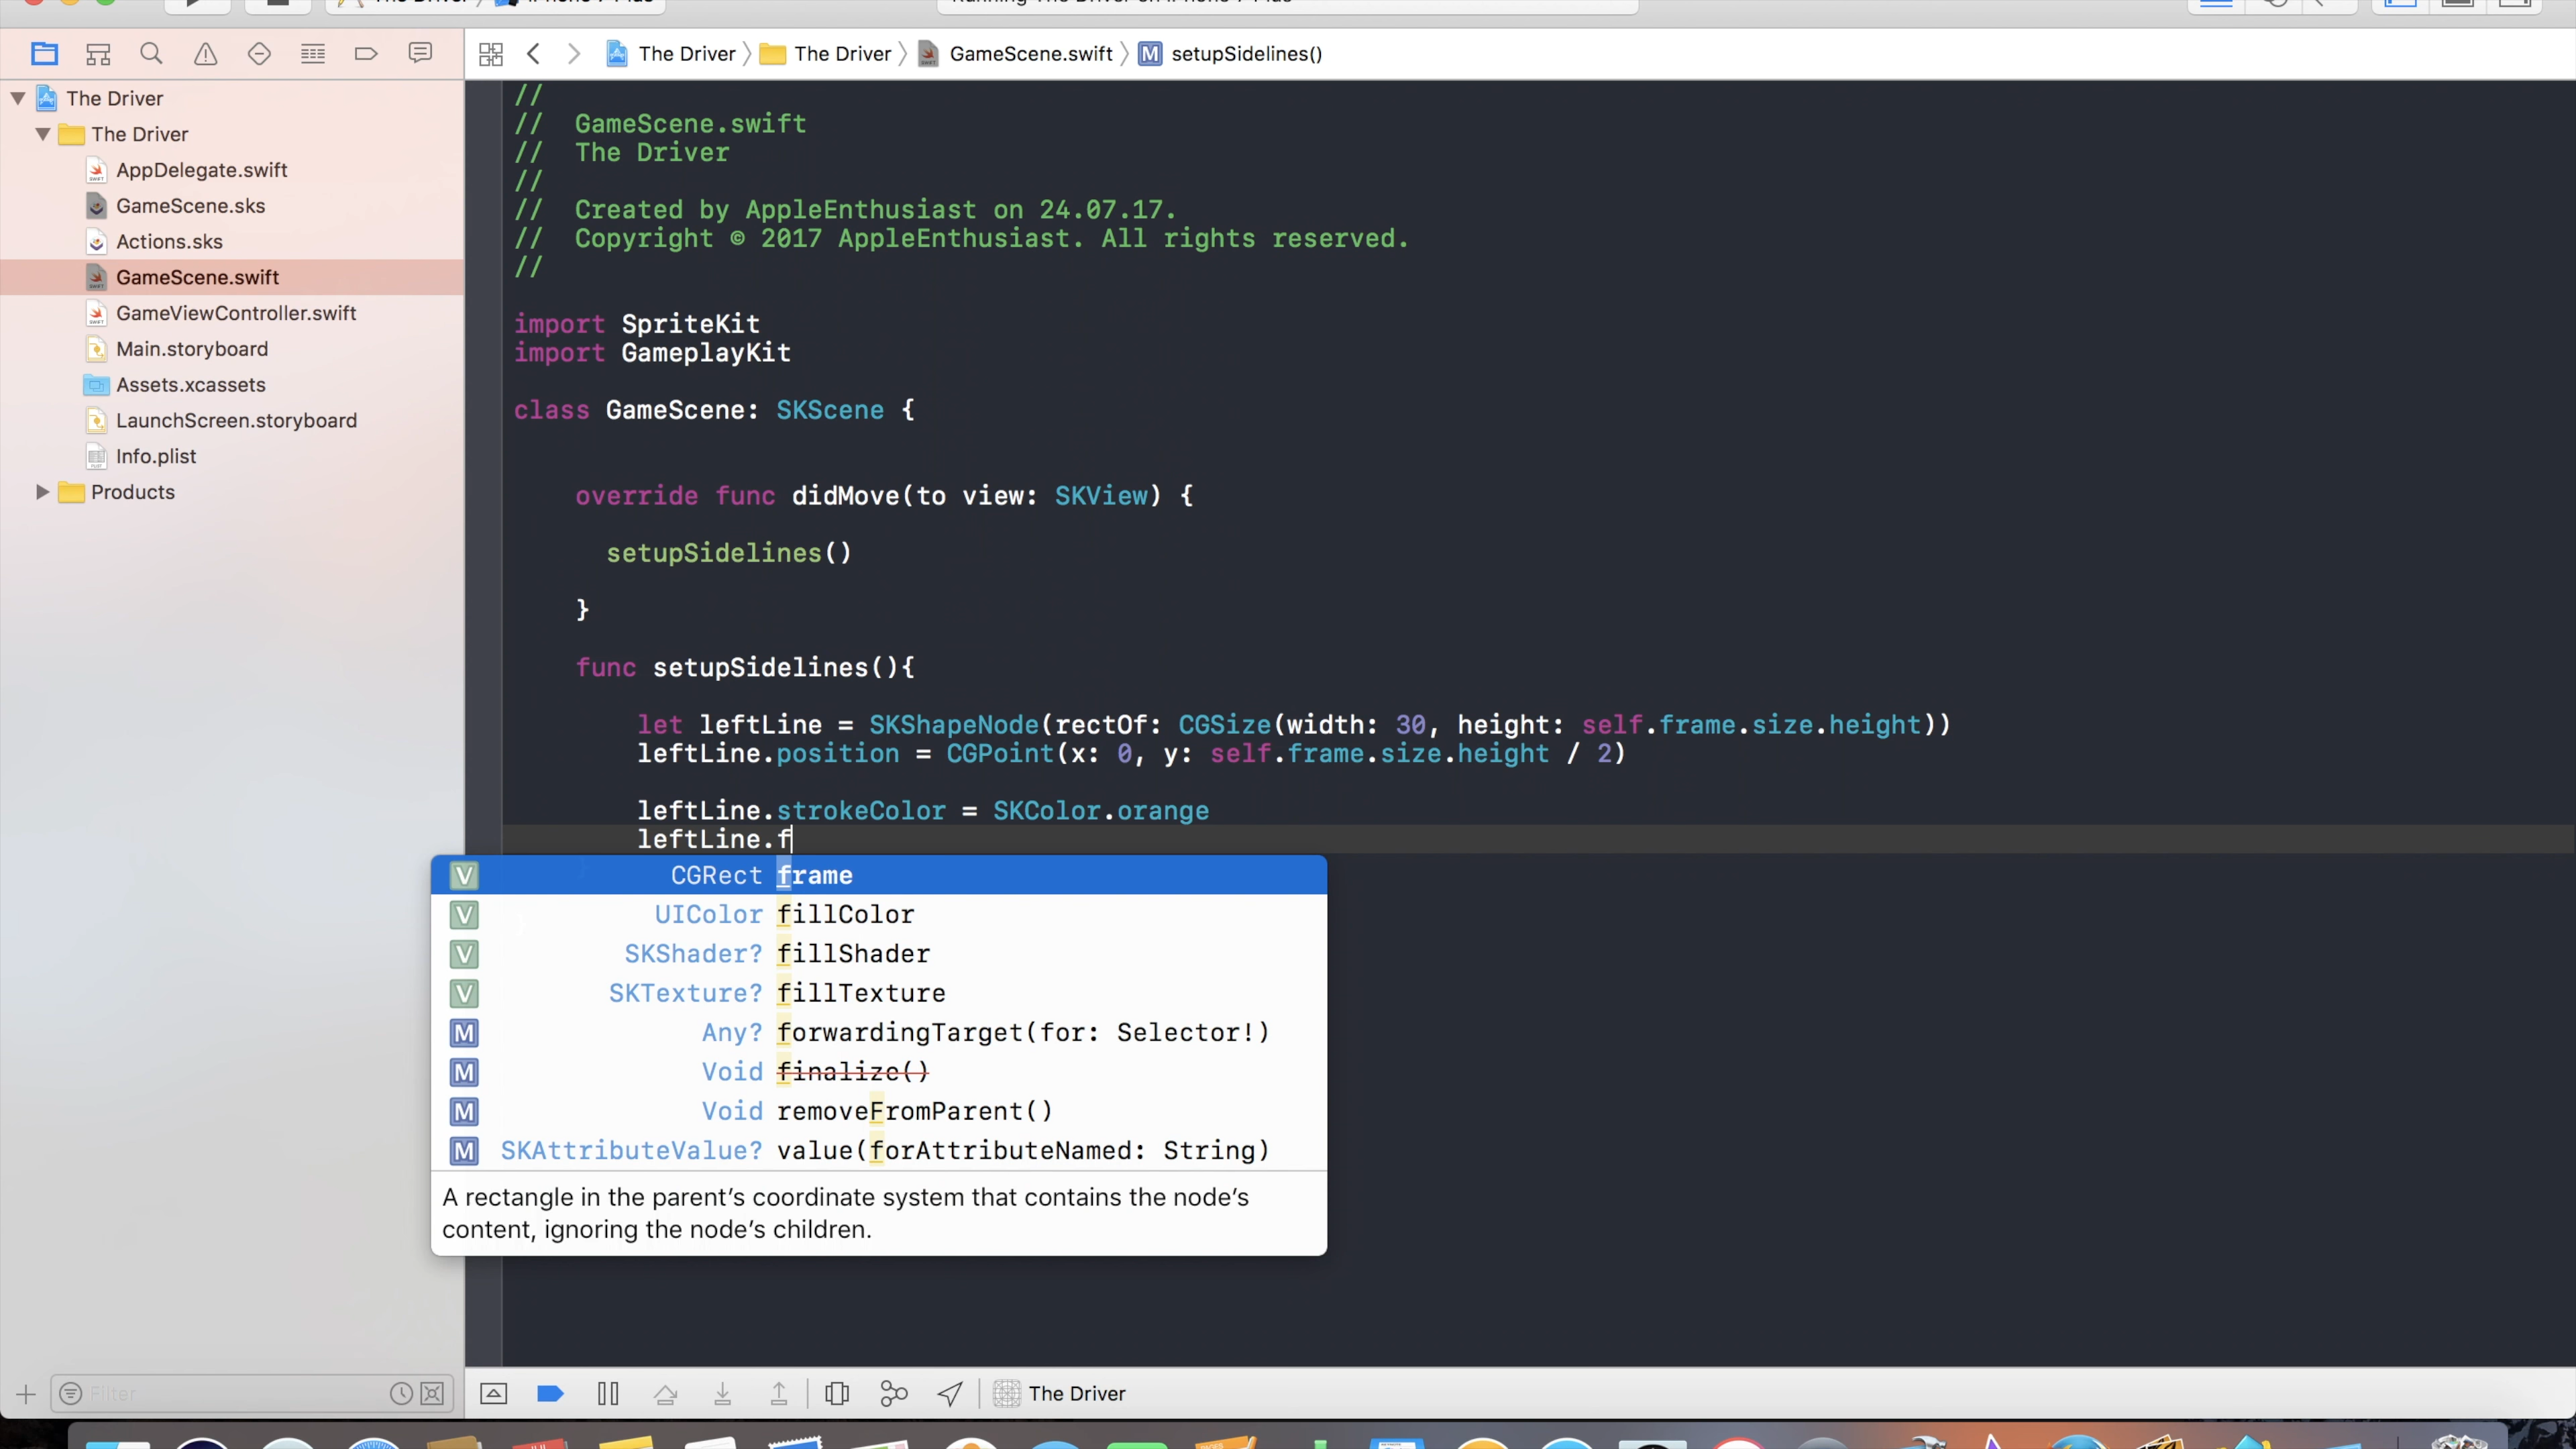 The Driver
The Driver
The Driver
GameScene.swift
setupSidelines()
The Driver
The Driver
AppDelegate.swift
GameScene.sks
Actions.sks
GameScene.swift
GameViewController.swift
Main.storyboard
Assets.xcassets
LaunchScreen.storyboard
Info.plist
Products
Filter
//
// GameScene.swift
// The Driver
//
// Created by AppleEnthusiast on 24.07.17.
// Copyright © 2017 AppleEnthusiast. All rights reserved.
//
import SpriteKit
import GameplayKit
class GameScene: SKScene {
override func didMove(to view: SKView) {
setupSidelines()
}
func setupSidelines(){
let leftLine = SKShapeNode(rectOf: CGSize(width: 30, height: self.frame.size.height))
leftLine.position = CGPoint(x: 0, y: self.frame.size.height / 2)
leftLine.strokeColor = SKColor.orange
leftLine.f
V CGRect frame
V UIColor fillColor
V SKShader? fillShader
V SKTexture? fillTexture
M Any? forwardingTarget(for: Selector!)
M Void finalize()
M Void removeFromParent()
M SKAttributeValue? value(forAttributeNamed: String)
A rectangle in the parent's coordinate system that contains the node's
content, ignoring the node's children.
The Driver